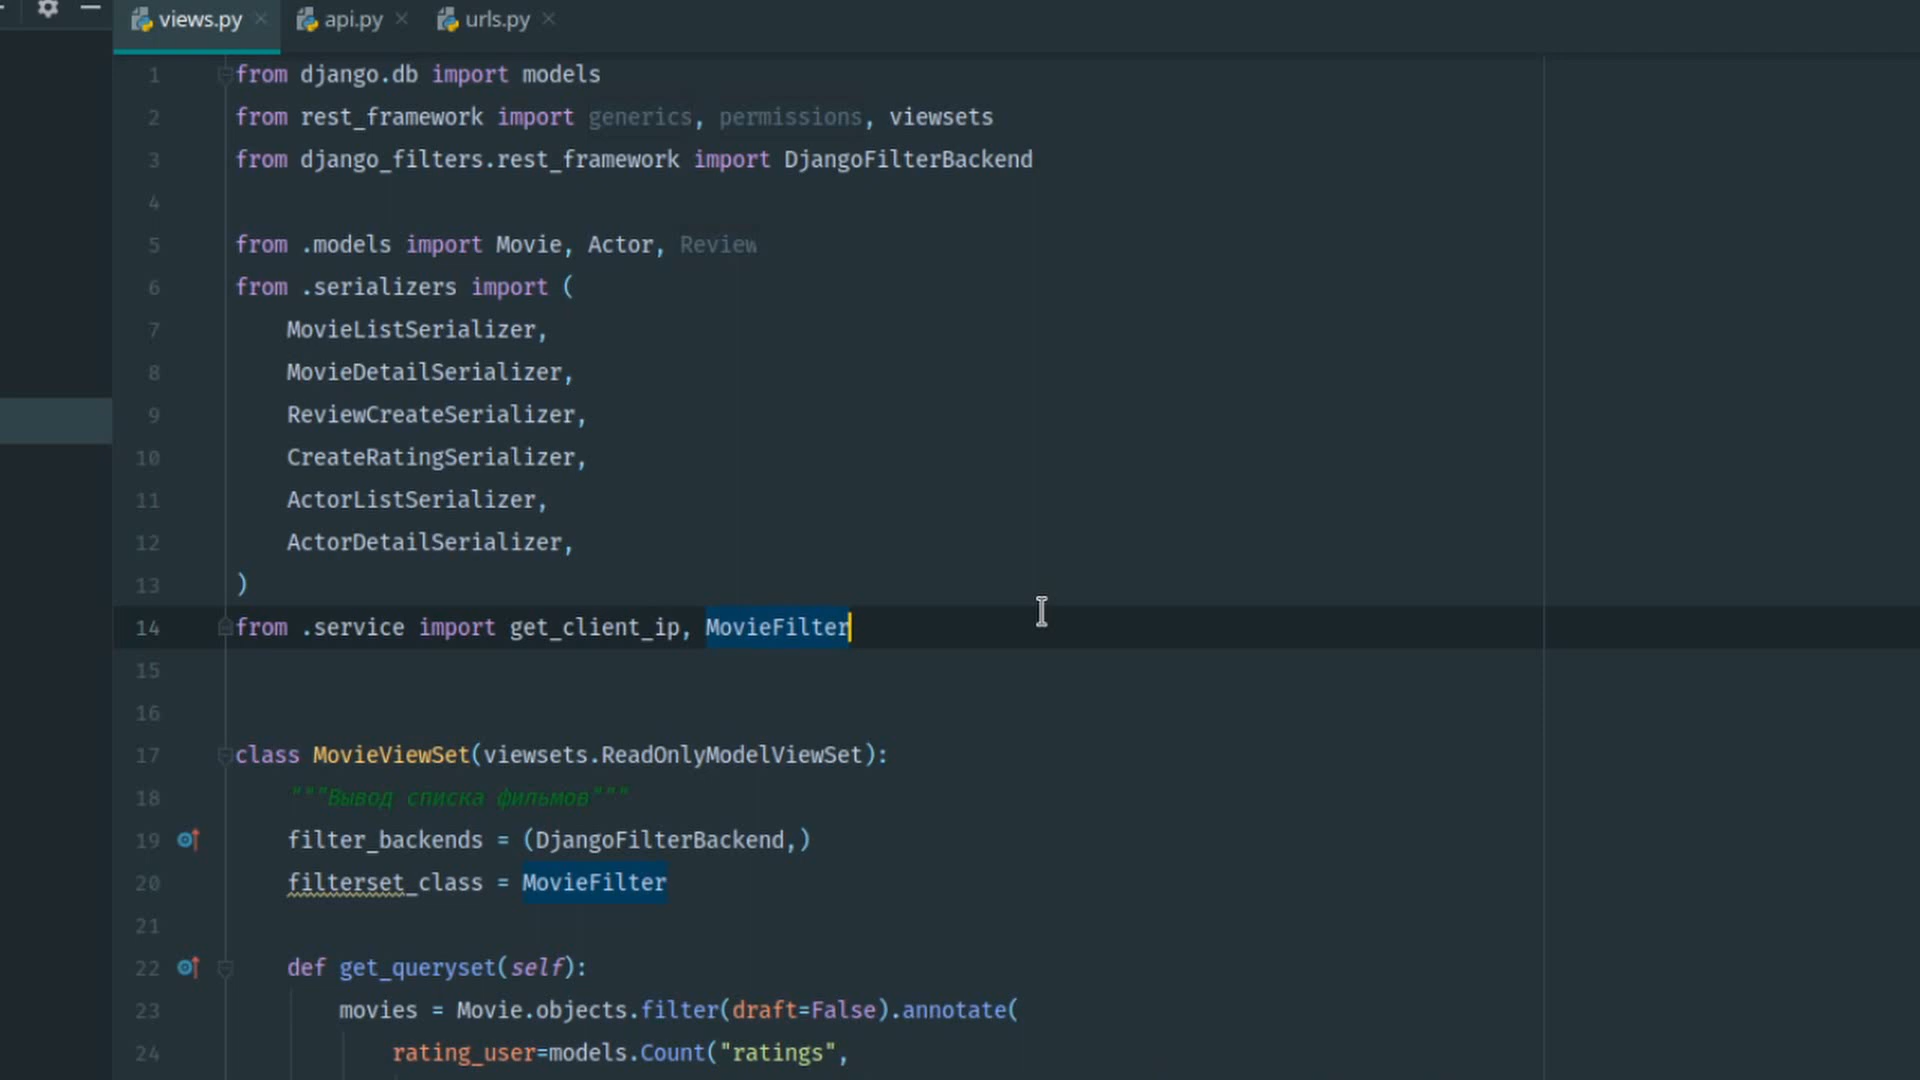 views.py × api.py × urls.py ×
1 from django.db import models
2 from rest_framework import generics, permissions, viewsets
3 from django_filters.rest_framework import DjangoFilterBackend
4
5 from .models import Movie, Actor, Review
6 from .serializers import (
7 MovieListSerializer,
8 MovieDetailSerializer,
9 ReviewCreateSerializer,
10 CreateRatingSerializer,
11 ActorListSerializer,
12 ActorDetailSerializer,
13 )
14 from .service import get_client_ip, MovieFilter
15
16
17 class MovieViewSet(viewsets.ReadOnlyModelViewSet):
18 """Вывод списка фильмов"""
19 filter_backends = (DjangoFilterBackend,)
20 filterset_class = MovieFilter
21
22 def get_queryset(self):
23 movies = Movie.objects.filter(draft=False).annotate(
24 rating_user=models.Count("ratings",